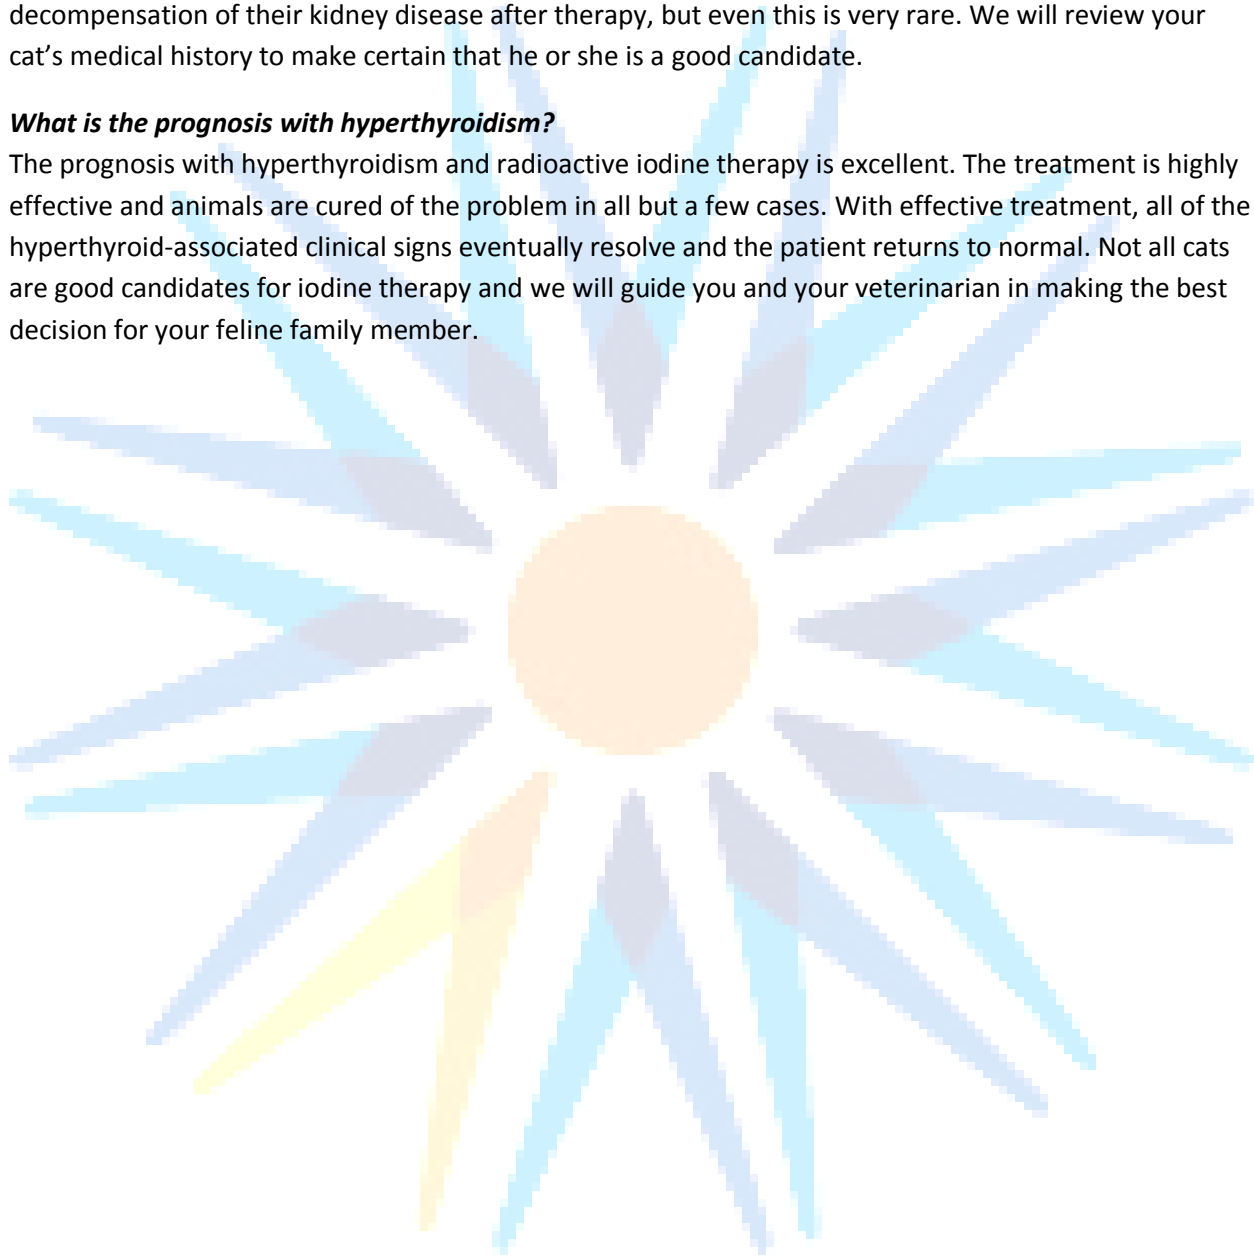 decompensation of their kidney disease after therapy, but even this is very rare. We will review your
cat’s medical history to make certain that he or she is a good candidate.
What is the prognosis with hyperthyroidism?
The prognosis with hyperthyroidism and radioactive iodine therapy is excellent. The treatment is highly
effective and animals are cured of the problem in all but a few cases. With effective treatment, all of the
hyperthyroid-associated clinical signs eventually resolve and the patient returns to normal. Not all cats
are good candidates for iodine therapy and we will guide you and your veterinarian in making the best
decision for your feline family member.